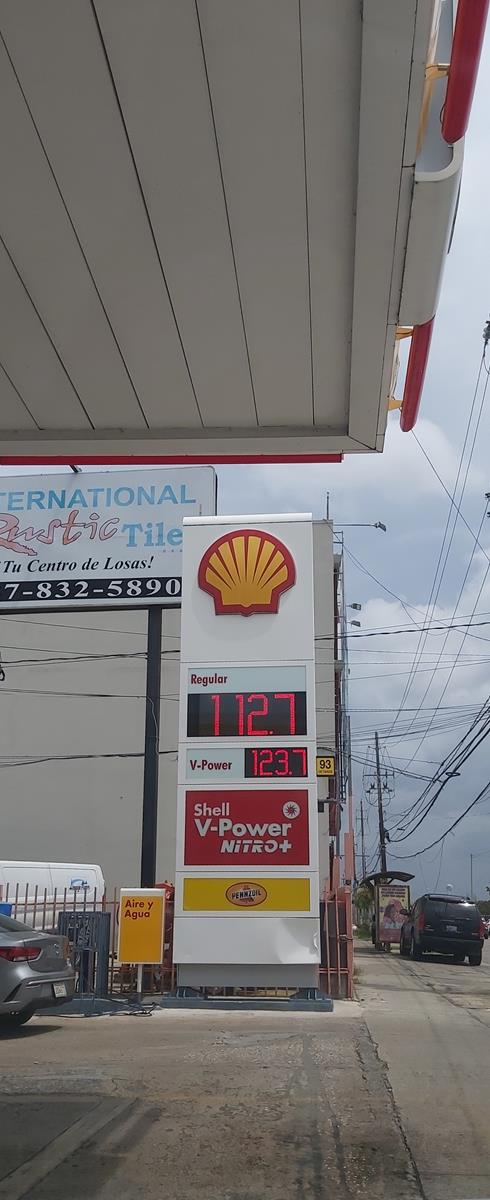 TERNATIONAL
Rustic Tile
¡Tu Centro de Losas!
7-832-5890
Regular
112.7
V-Power
123.7
93
Shell
V-Power
NiTRO+
PENNZOIL
Aire y
Agua